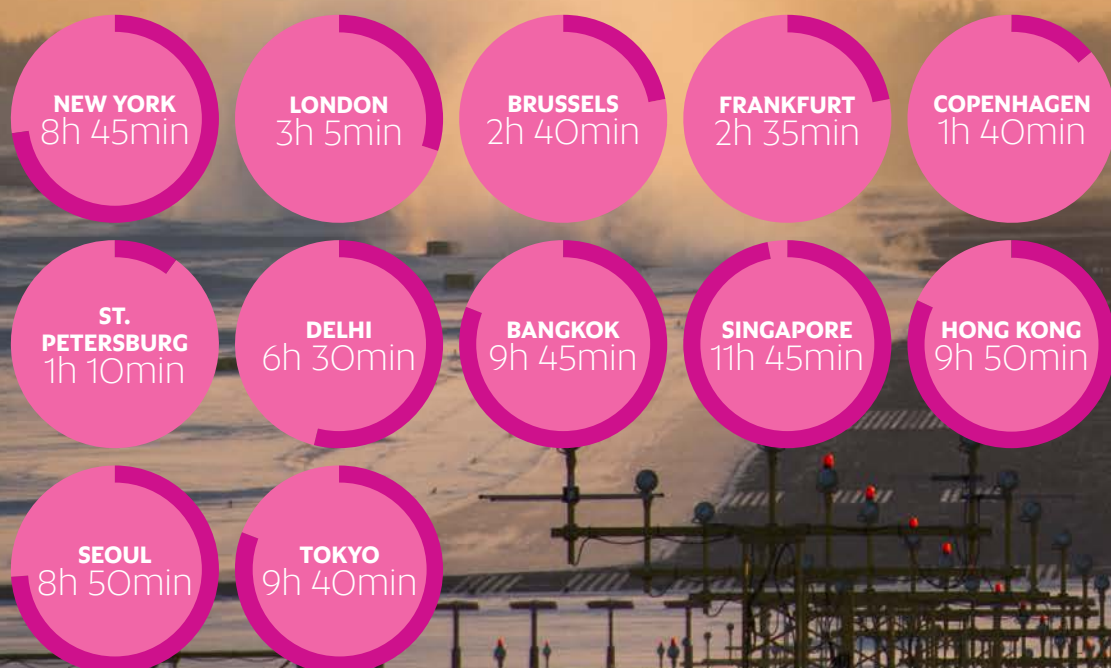 NEW YORK
8h 45min
LONDON
3h 5min
BRUSSELS
2h 40min
FRANKFURT
2h 35min
COPENHAGEN
1h 40min
ST.
PETERSBURG
1h 10min
DELHI
6h 30min
BANGKOK
9h 45min
SINGAPORE
11h 45min
HONG KONG
9h 50min
SEOUL
8h 50min
TOKYO
9h 40min